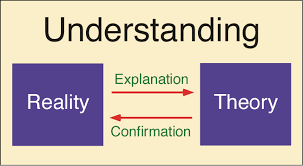 Understanding
Explanation
Reality
Theory
Confirmation